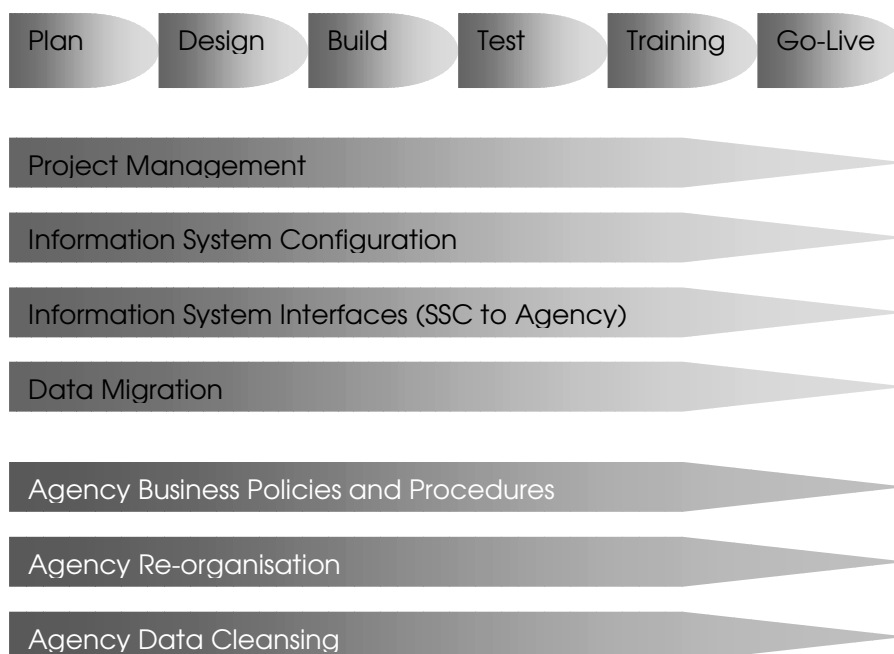 Plan
Design
Build
Test
Training
Go-Live
Project Management
Information System Configuration
Information System Interfaces (SSC to Agency)
Data Migration
Agency Business Policies and Procedures
Agency Re-organisation
Agency Data Cleansing